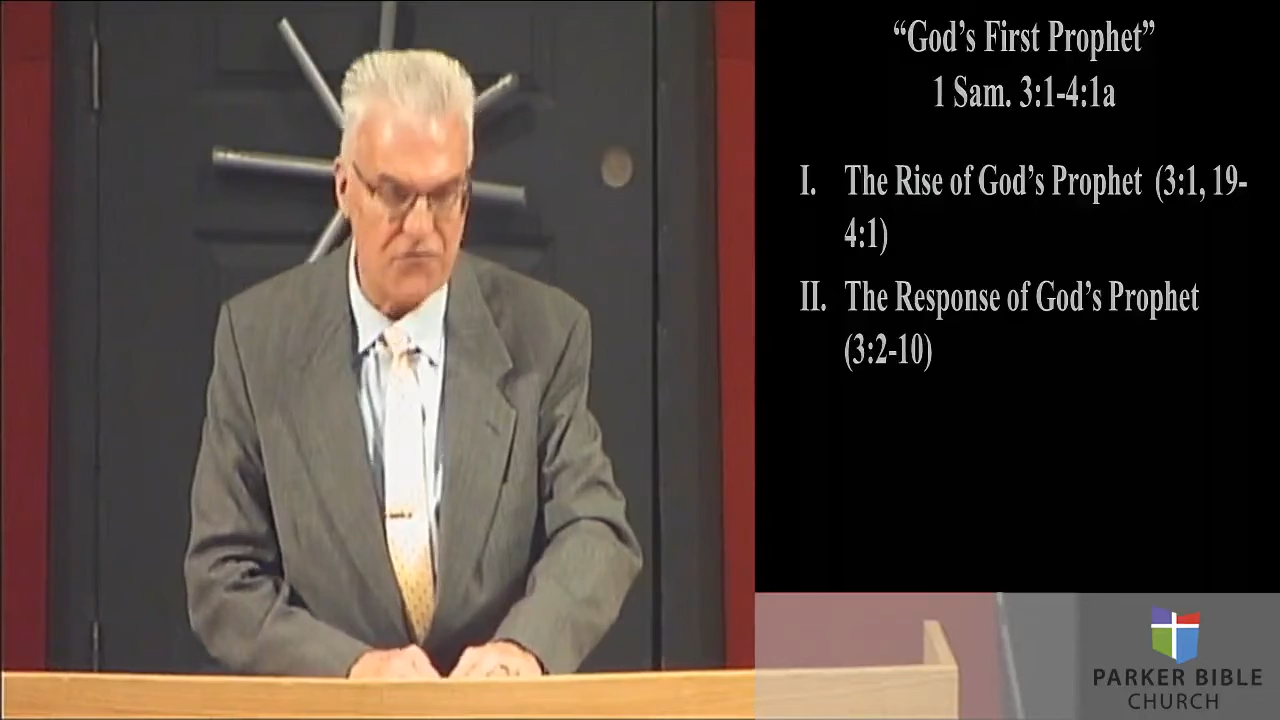 “God’s First Prophet”
1 Sam. 3:1-4:1a
I. The Rise of God’s Prophet (3:1, 19-
4:1)
II. The Response of God’s Prophet
(3:2-10)
PARKER BIBLE
CHURCH